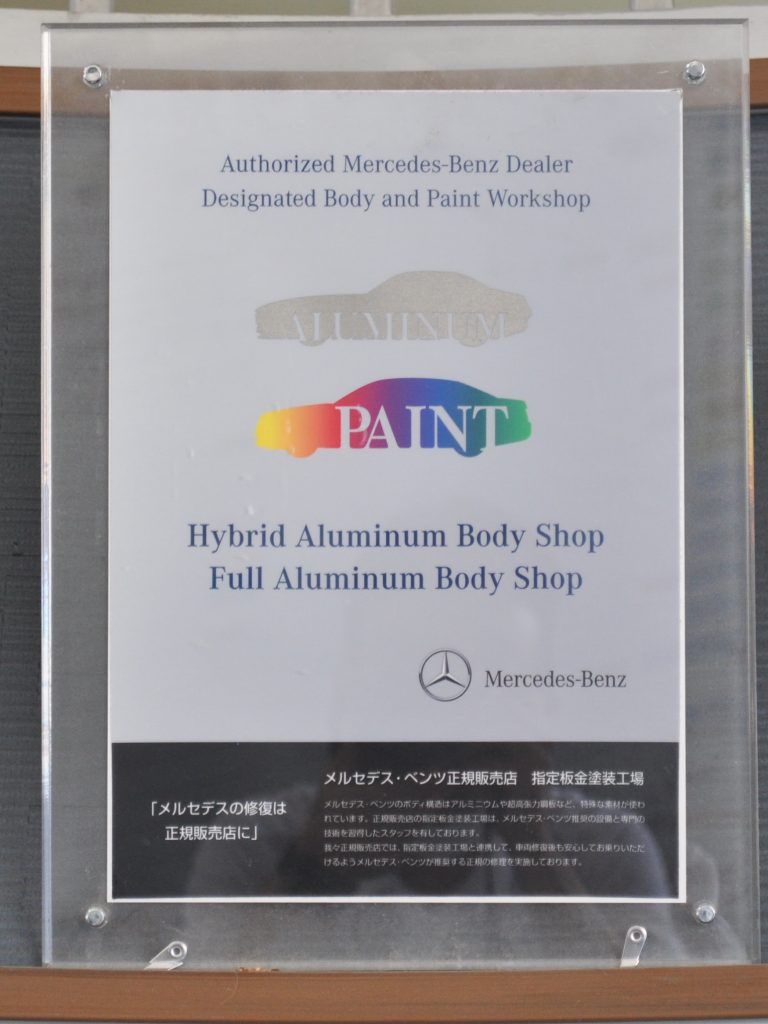 Authorized Mercedes-Benz Dealer
Designated Body and Paint Workshop
ALUMINUM
PAINT
Hybrid Aluminum Body Shop
Full Aluminum Body Shop
Mercedes-Benz
「メルセデスの修復は
正規販売店に」
メルセデス・ベンツ正規販売店　指定板金塗装工場
メルセデス・ベンツのボディ構造はアルミニウムや超高張力鋼板など、特殊な素材が使わ
れています。正規販売店の指定板金塗装工場は、メルセデス・ベンツ推奨の設備と専門の
技術を習得したスタッフを有しております。
我々正規販売店では、指定板金塗装工場と連携して、車両修復後も安心してお乗りいただ
けるようメルセデス・ベンツが推奨する正規の修理を実施しております。